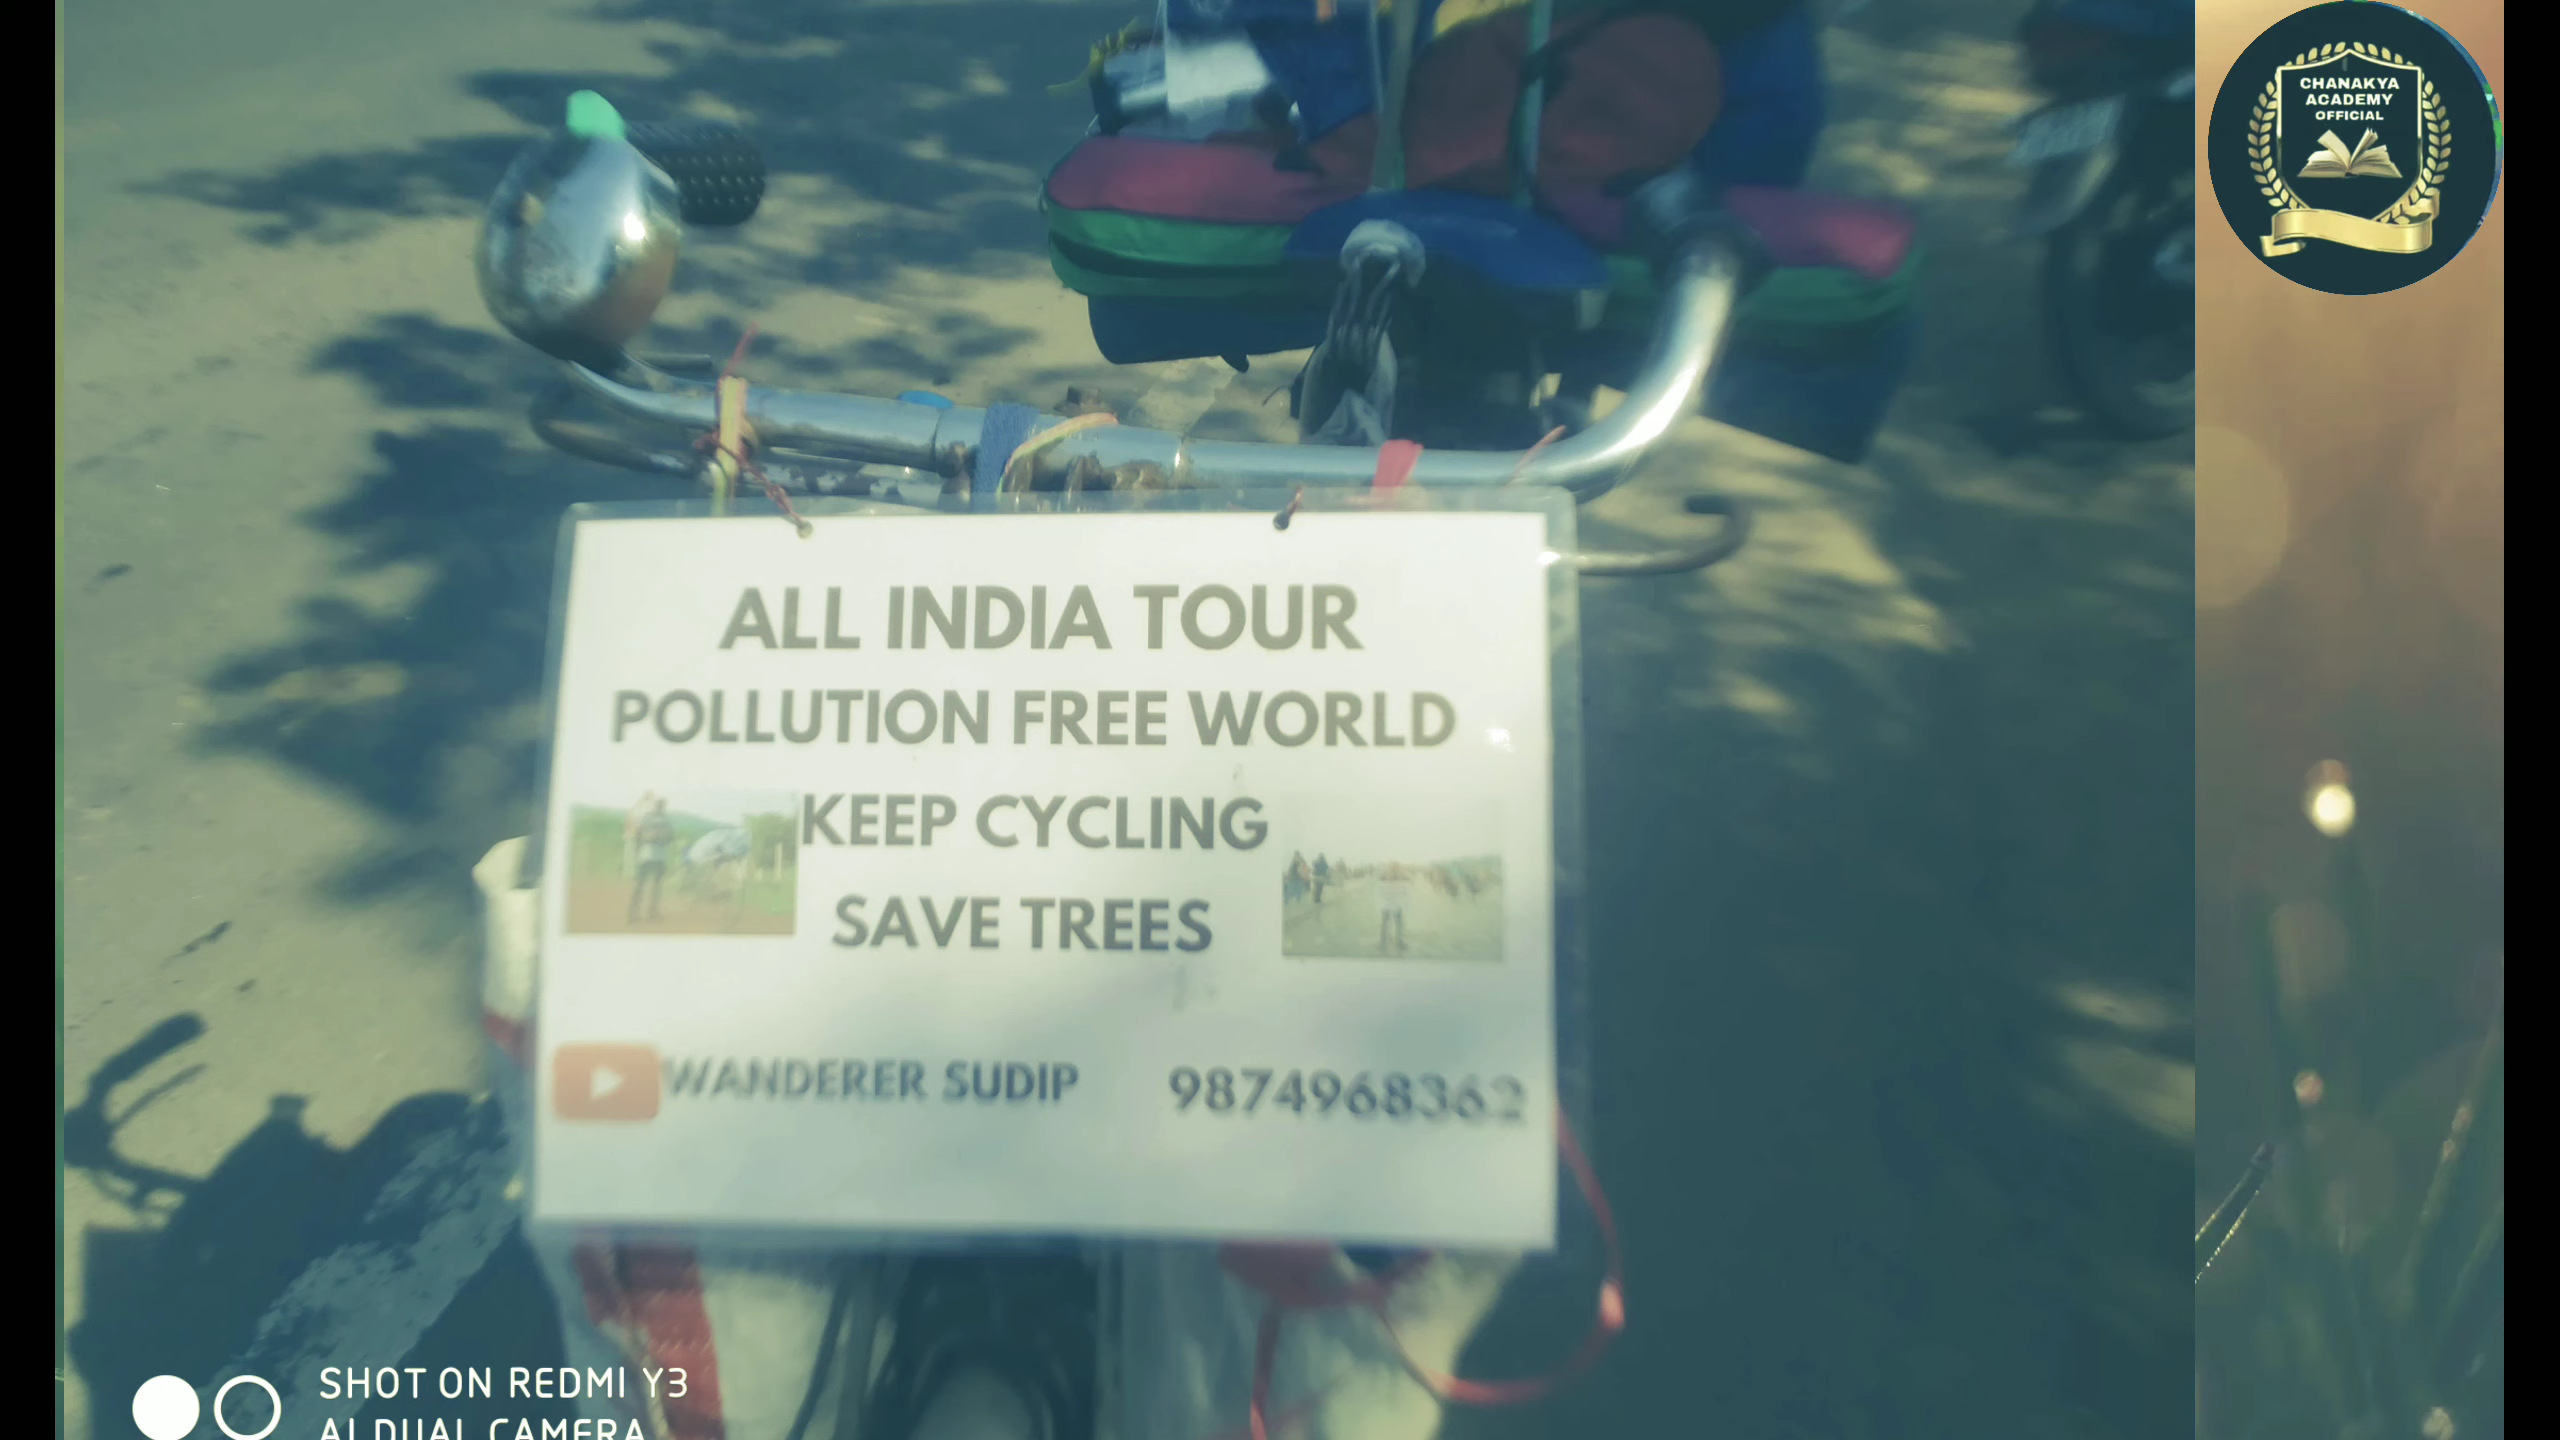 CHANAKYA
ACADEMY
OFFICIAL
ALL INDIA TOUR
POLLUTION FREE WORLD
KEEP CYCLING
SAVE TREES
WANDERER SUDIP 9874968362
SHOT ON REDMI Y3
AI DUAL CAMERA